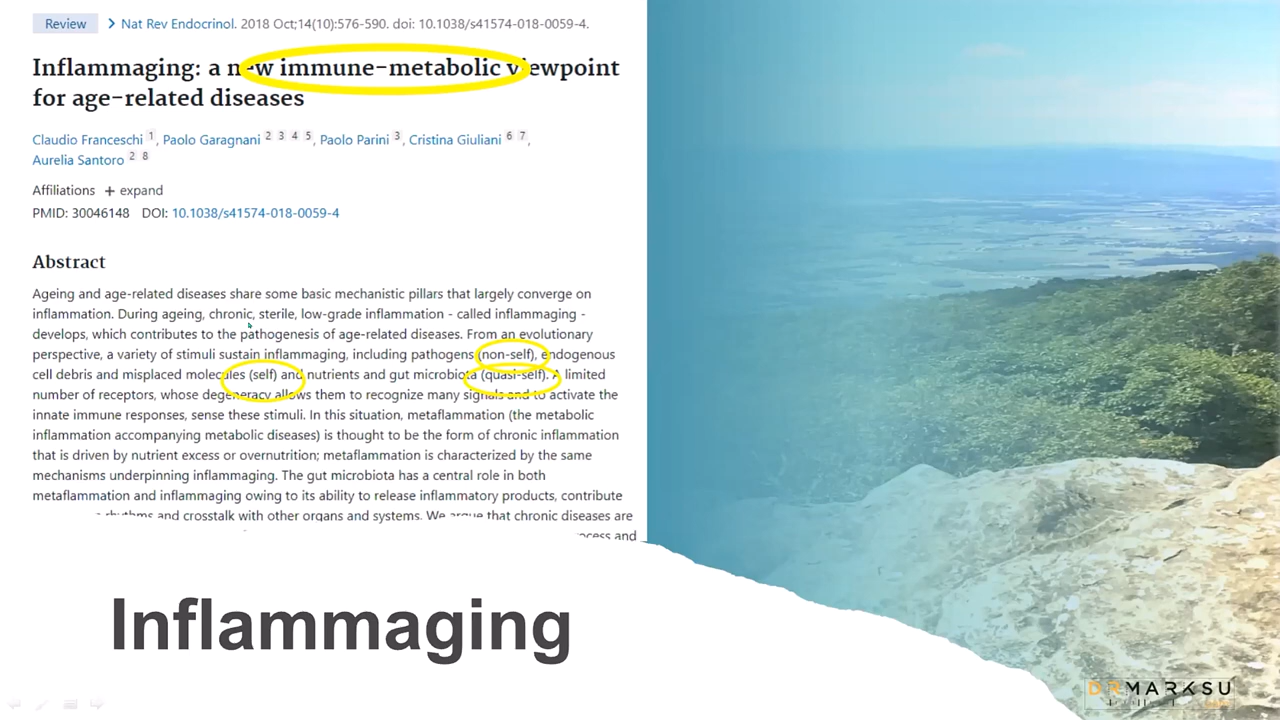 Review > Nat Rev Endocrinol. 2018 Oct;14(10):576-590. doi: 10.1038/s41574-018-0059-4.
Inflammaging: a new immune-metabolic viewpoint
for age-related diseases
Claudio Franceschi 1, Paolo Garagnani 2 3 4 5, Paolo Parini 3, Cristina Giuliani 6 7,
Aurelia Santoro 2 8
Affiliations + expand
PMID: 30046148 DOI: 10.1038/s41574-018-0059-4
Abstract
Ageing and age-related diseases share some basic mechanistic pillars that largely converge on
inflammation. During ageing, chronic, sterile, low-grade inflammation - called inflammaging -
develops, which contributes to the pathogenesis of age-related diseases. From an evolutionary
perspective, a variety of stimuli sustain inflammaging, including pathogens (non-self), endogenous
cell debris and misplaced molecules (self) and nutrients and gut microbiota (quasi-self). A limited
number of receptors, whose degeneracy allows them to recognize many signals and to activate the
innate immune responses, sense these stimuli. In this situation, metaflammation (the metabolic
inflammation accompanying metabolic diseases) is thought to be the form of chronic inflammation
that is driven by nutrient excess or overnutrition; metaflammation is characterized by the same
mechanisms underpinning inflammaging. The gut microbiota has a central role in both
metaflammation and inflammaging owing to its ability to release inflammatory products, contribute
rhythms and crosstalk with other organs and systems. We argue that chronic diseases are
and
Inflammaging
DRMARKSU